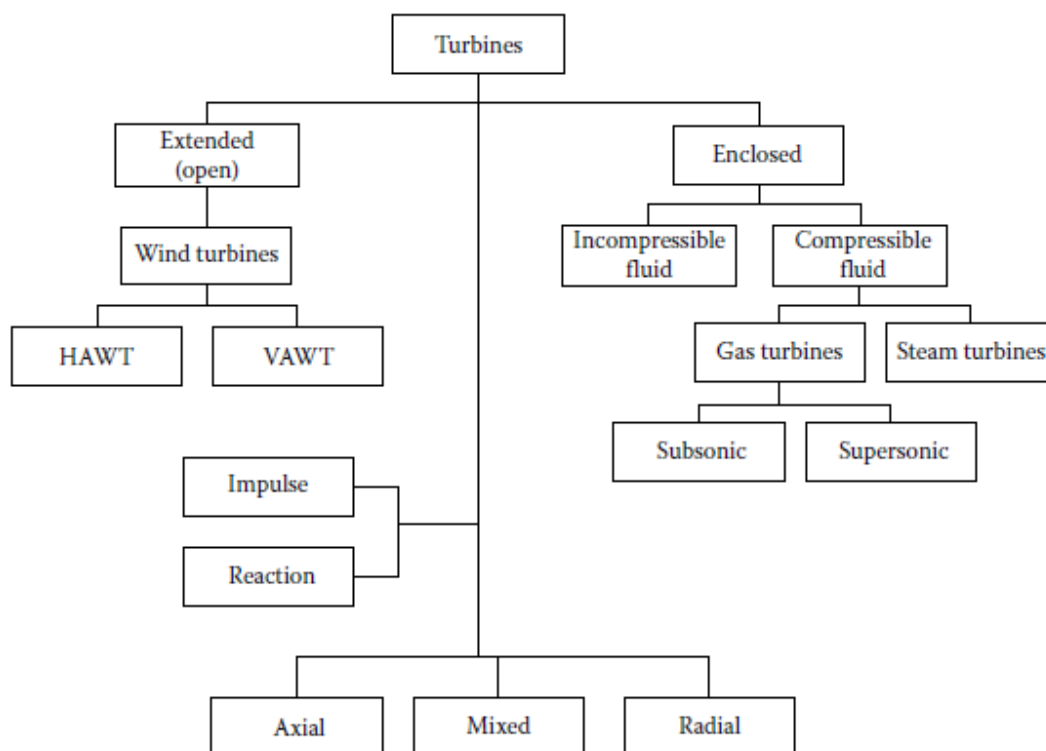 Turbines
Extended
(open)
Enclosed
Wind turbines
Incompressible
fluid
Compressible
fluid
HAWT
VAWT
Gas turbines
Steam turbines
Subsonic
Supersonic
Impulse
Reaction
Axial
Mixed
Radial